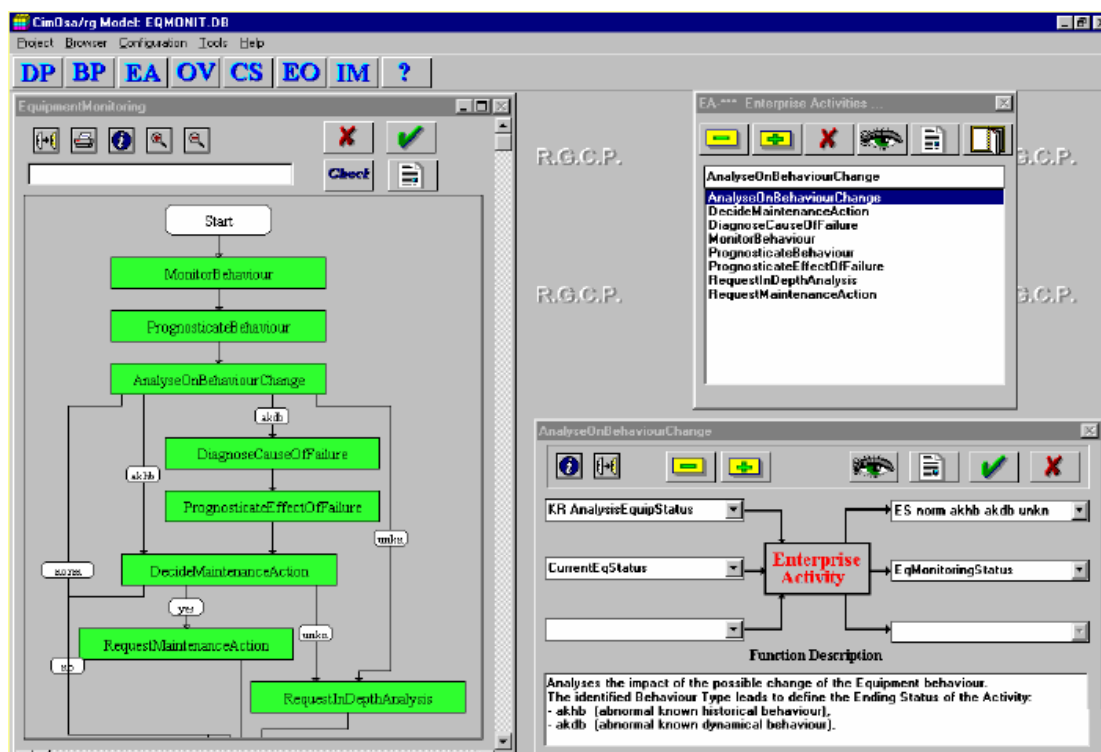 CimOsa/rg Model: EQMONIT.DB
Project Browser Configuration Tools Help
DP BP EA OV CS EO IM ?
EquipmentMonitoring
Check
Start
MonitorBehaviour
PrognosticateBehaviour
AnalyseOnBehaviourChange
akdb
DiagnoseCauseOfFailure
akhb
PrognosticateEffectOfFailure
unkn
norm
DecideMaintenanceAction
yes
unkn
RequestMaintenanceAction
no
RequestInDepthAnalysis
R.G.C.P.
R.G.C.P.
G.C.P.
G.C.P.
EA-*** Enterprise Activities ...
AnalyseOnBehaviourChange
AnalyseOnBehaviourChange
DecideMaintenanceAction
DiagnoseCauseOfFailure
MonitorBehaviour
PrognosticateBehaviour
PrognosticateEffectOfFailure
RequestInDepthAnalysis
RequestMaintenanceAction
AnalyseOnBehaviourChange
KR AnalysisEquipStatus
ES norm akhb akdb unkn
CurrentEqStatus
Enterprise
Activity
EqMonitoringStatus
Function Description
Analyses the impact of the possible change of the Equipment behaviour.
The identified Behaviour Type leads to define the Ending Status of the Activity:
- akhb (abnormal known historical behaviour),
- akdb (abnormal known dynamical behaviour).